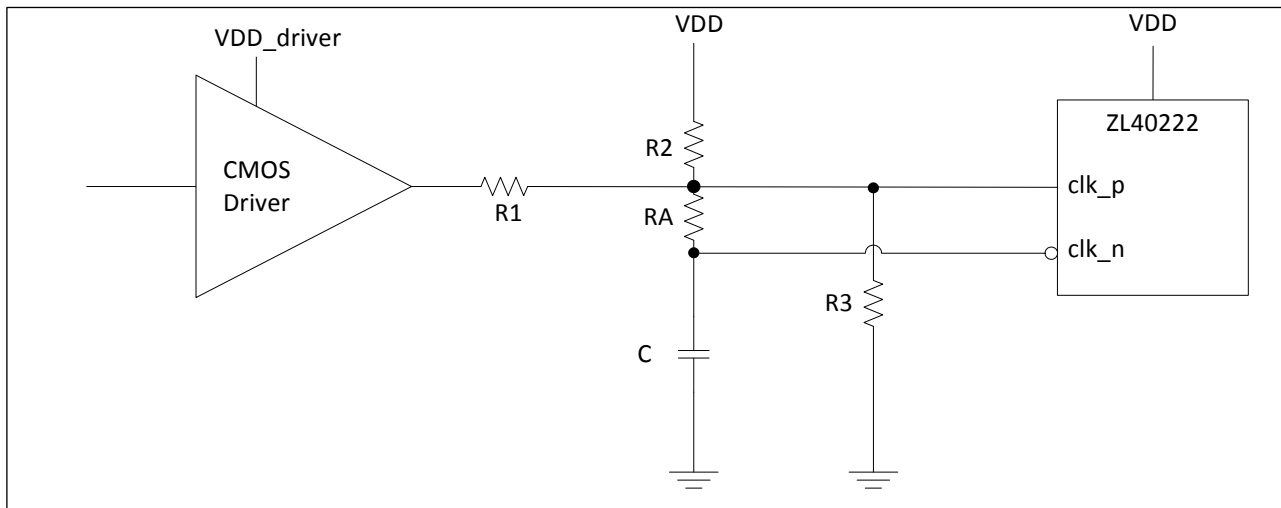 VDD_driver
VDD
VDD
ZL40222
R2
CMOS
Driver
clk_p
R1
RA
clk_n
R3
C